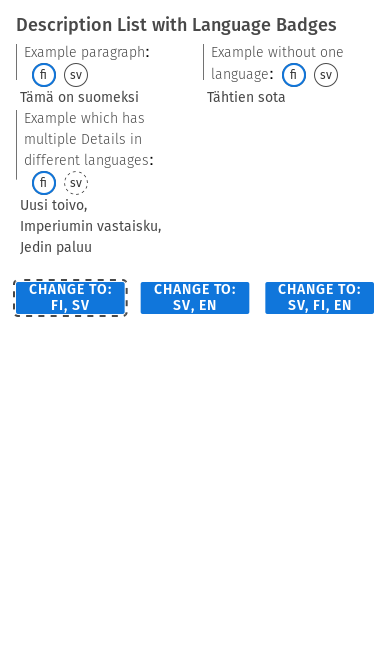 Description List with Language Badges
Example paragraph:
fi sv
Tämä on suomeksi
Example without one
language: fi sv
Tähtien sota
Example which has
multiple Details in
different languages:
fi sv
Uusi toivo,
Imperiumin vastaisku,
Jedin paluu
CHANGE TO:
FI, SV
CHANGE TO:
SV, EN
CHANGE TO:
SV, FI, EN